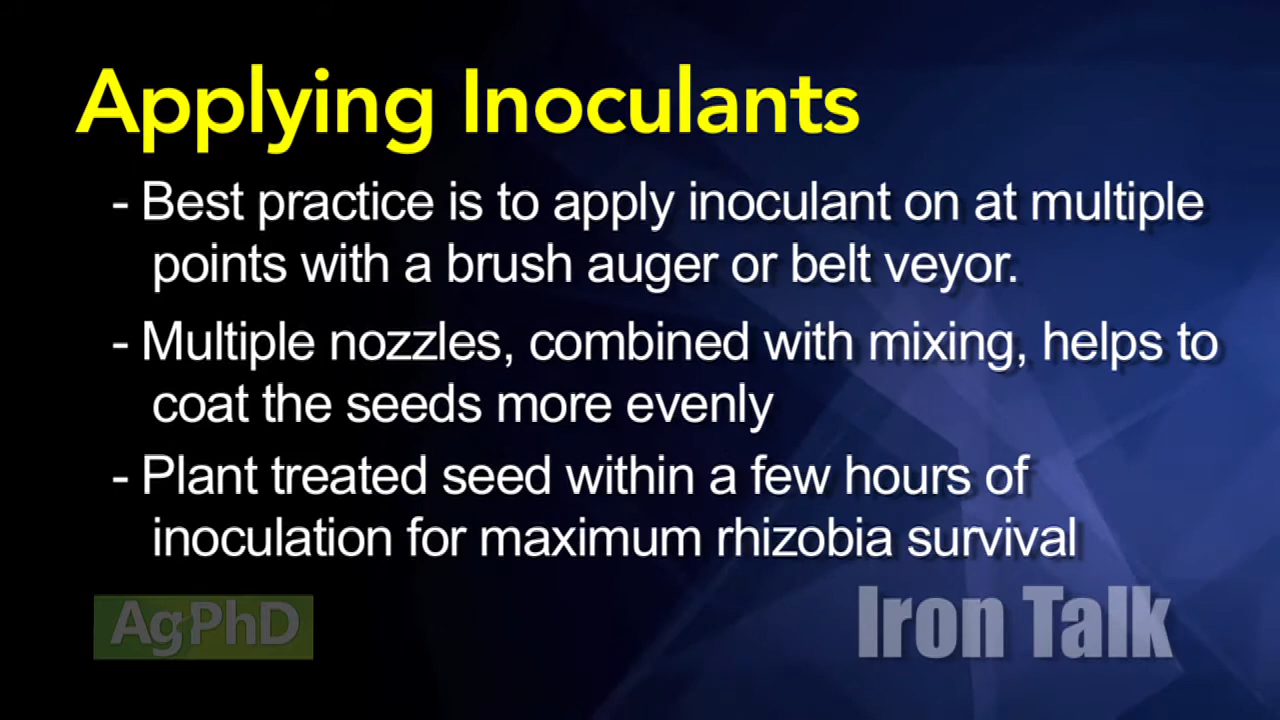 Applying Inoculants
- Best practice is to apply inoculant on at multiple
points with a brush auger or belt veyor.
- Multiple nozzles, combined with mixing, helps to
coat the seeds more evenly
- Plant treated seed within a few hours of
inoculation for maximum rhizobia survival
AgPhD
Iron Talk